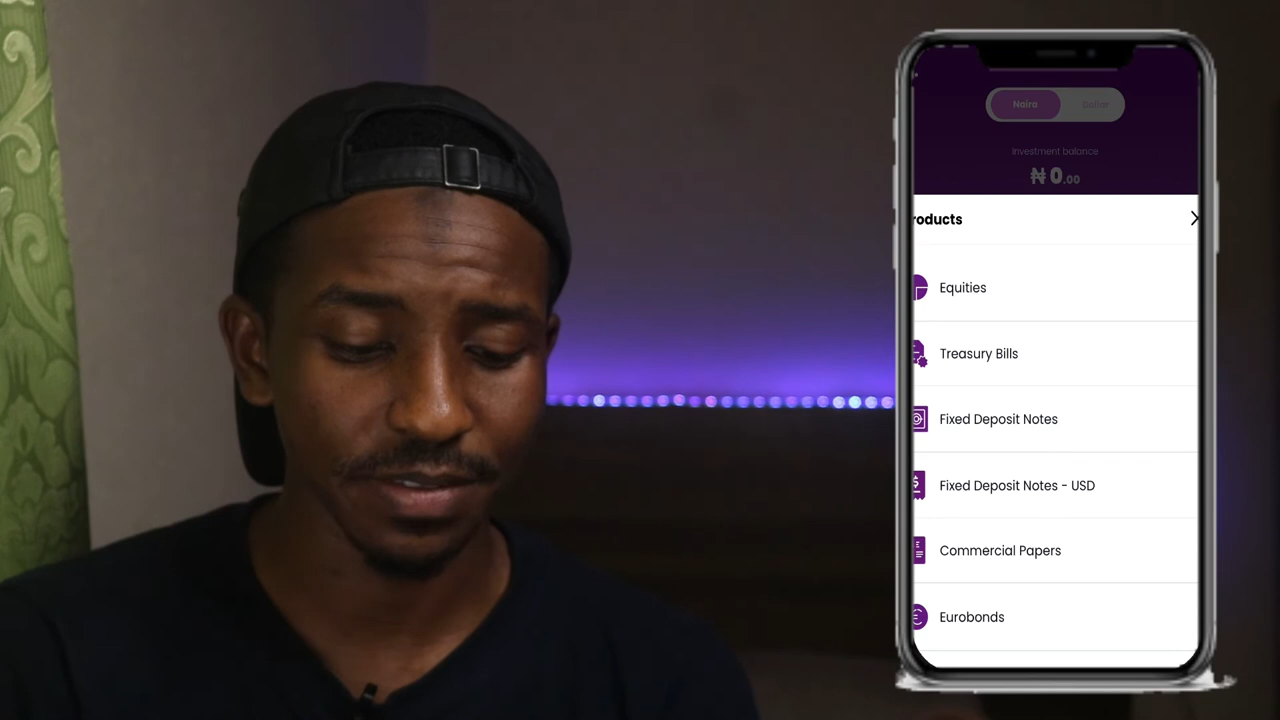 Naira Dollar
Investment balance
₦ 0.00
roducts
Equities
Treasury Bills
Fixed Deposit Notes
Fixed Deposit Notes - USD
Commercial Papers
Eurobonds